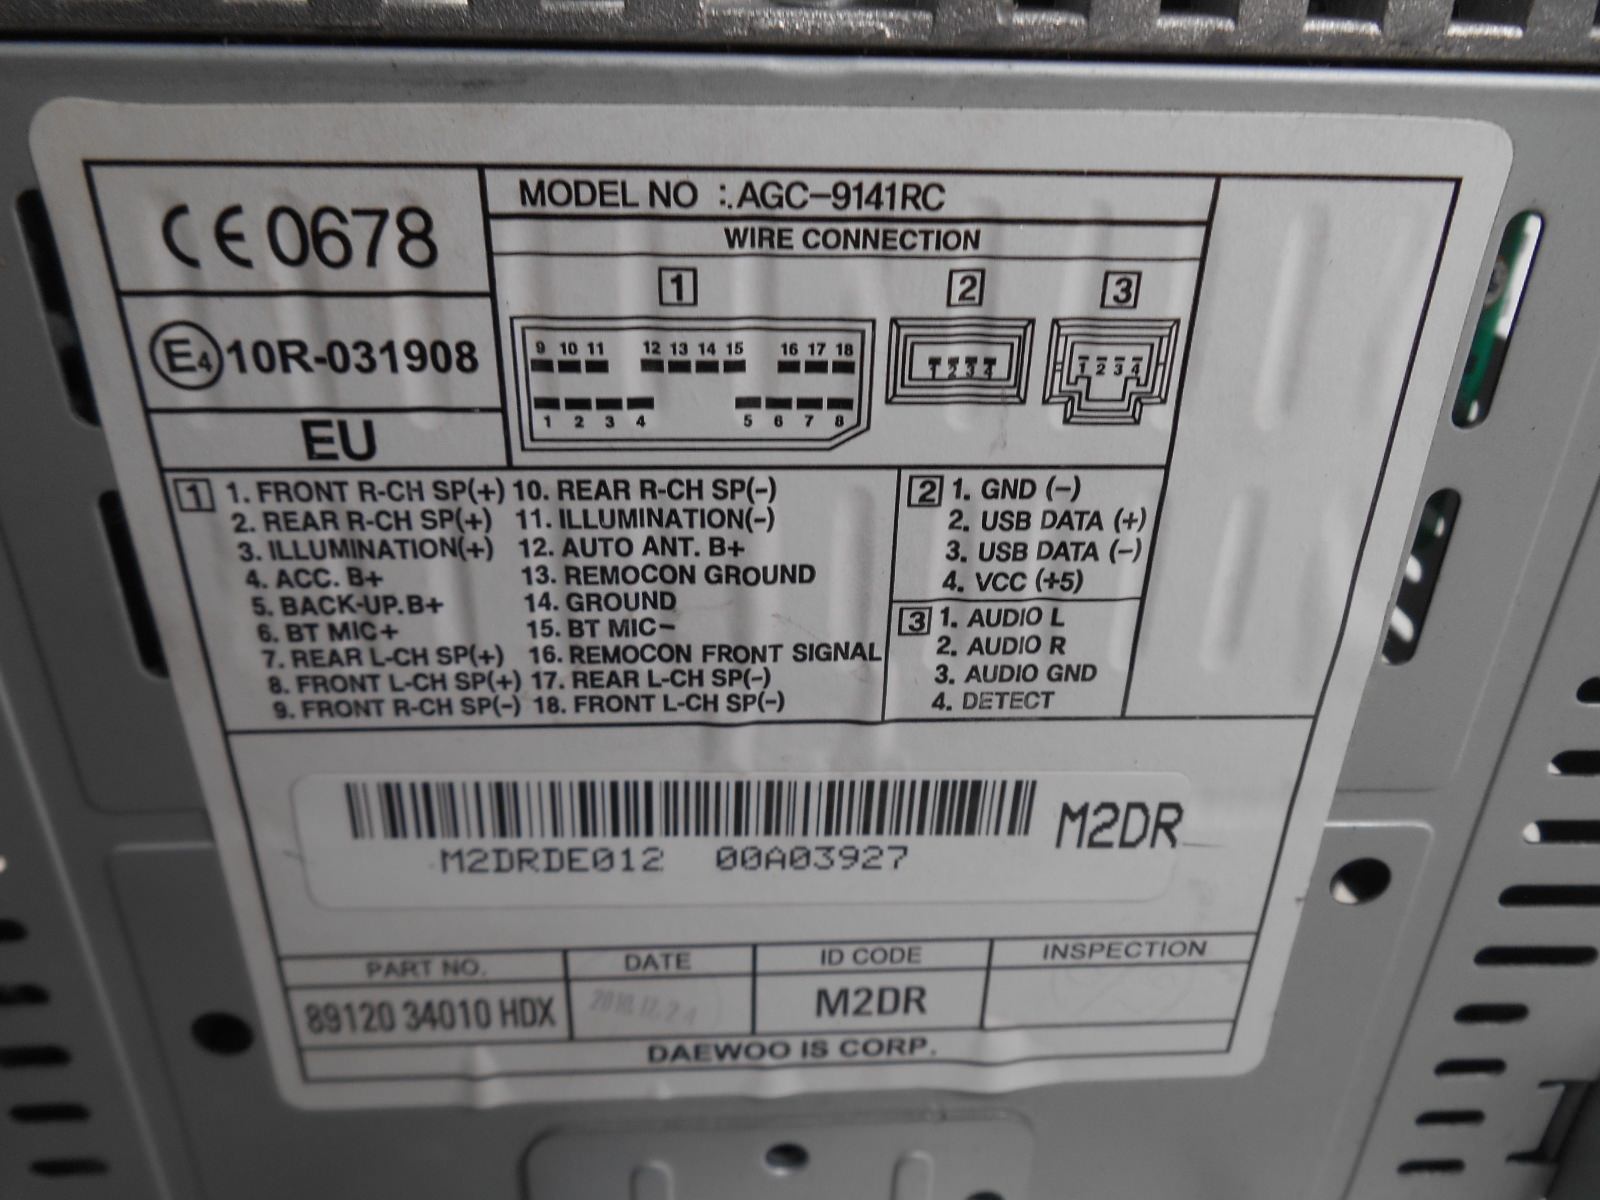 CE 0678
MODEL NO :. AGC-9141RC
WIRE CONNECTION
1 2 3
9 10 11 12 13 14 15 16 17 18
1 2 3 4 5 6 7 8
1 2 3 4
1 2 3 4
E4 10R-031908
EU
1 1. FRONT R-CH SP(+)
2. REAR R-CH SP(+)
3. ILLUMINATION(+)
4. ACC. B+
5. BACK-UP.B+
6. BT MIC+
7. REAR L-CH SP(+)
8. FRONT L-CH SP(+)
9. FRONT R-CH SP(-)
10. REAR R-CH SP(-)
11. ILLUMINATION(-)
12. AUTO ANT. B+
13. REMOCON GROUND
14. GROUND
15. BT MIC-
16. REMOCON FRONT SIGNAL
17. REAR L-CH SP(-)
18. FRONT L-CH SP(-)
2 1. GND (-)
2. USB DATA (+)
3. USB DATA (-)
4. VCC (+5)
3 1. AUDIO L
2. AUDIO R
3. AUDIO GND
4. DETECT
M2DR
M2DRDE012 00A03927
PART NO. DATE ID CODE INSPECTION
89120 34010 HDX M2DR
DAEWOO IS CORP.